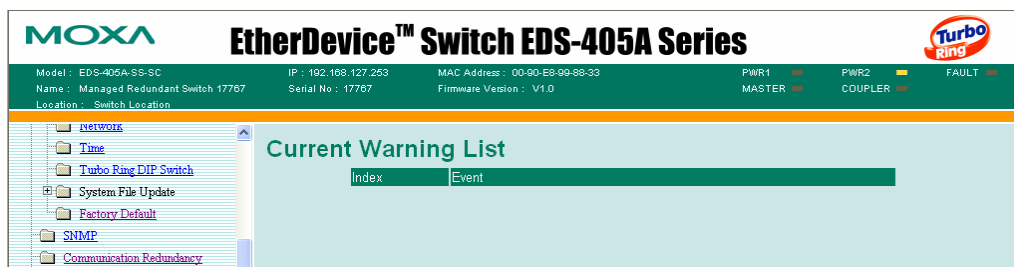 MOXA
EtherDevice™ Switch EDS-405A Series
Turbo Ring
Model : EDS-405A-SS-SC
IP : 192.168.127.253
MAC Address : 00-90-E8-99-88-33
PWR1
PWR2
FAULT
Name : Managed Redundant Switch 17767
Serial No : 17767
Firmware Version : V1.0
MASTER
COUPLER
Location : Switch Location
Network
Time
Turbo Ring DIP Switch
System File Update
Factory Default
SNMP
Communication Redundancy
Current Warning List
Index Event